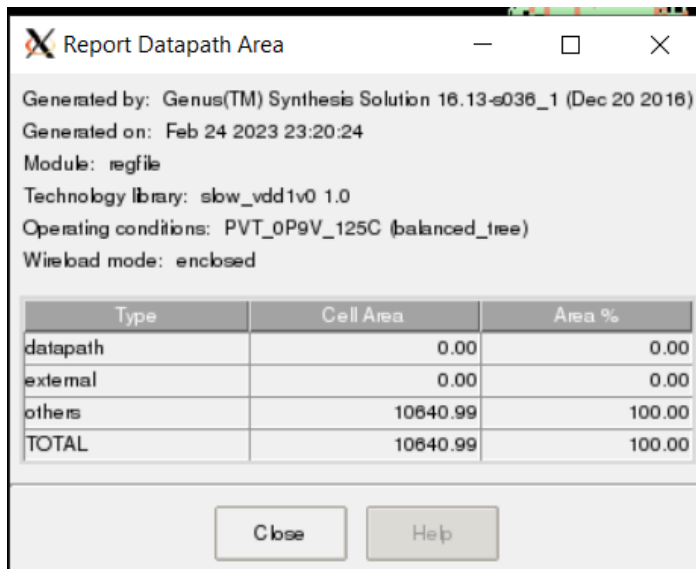 Report Datapath Area
Generated by: Genus(TM) Synthesis Solution 16.13-s036_1 (Dec 20 2016)
Generated on: Feb 24 2023 23:20:24
Module: regfile
Technology library: slow_vdd1v0 1.0
Operating conditions: PVT_0P9V_125C (balanced_tree)
Wireload mode: enclosed
Type Cell Area Area %
datapath 0.00 0.00
external 0.00 0.00
others 10640.99 100.00
TOTAL 10640.99 100.00
Close Help